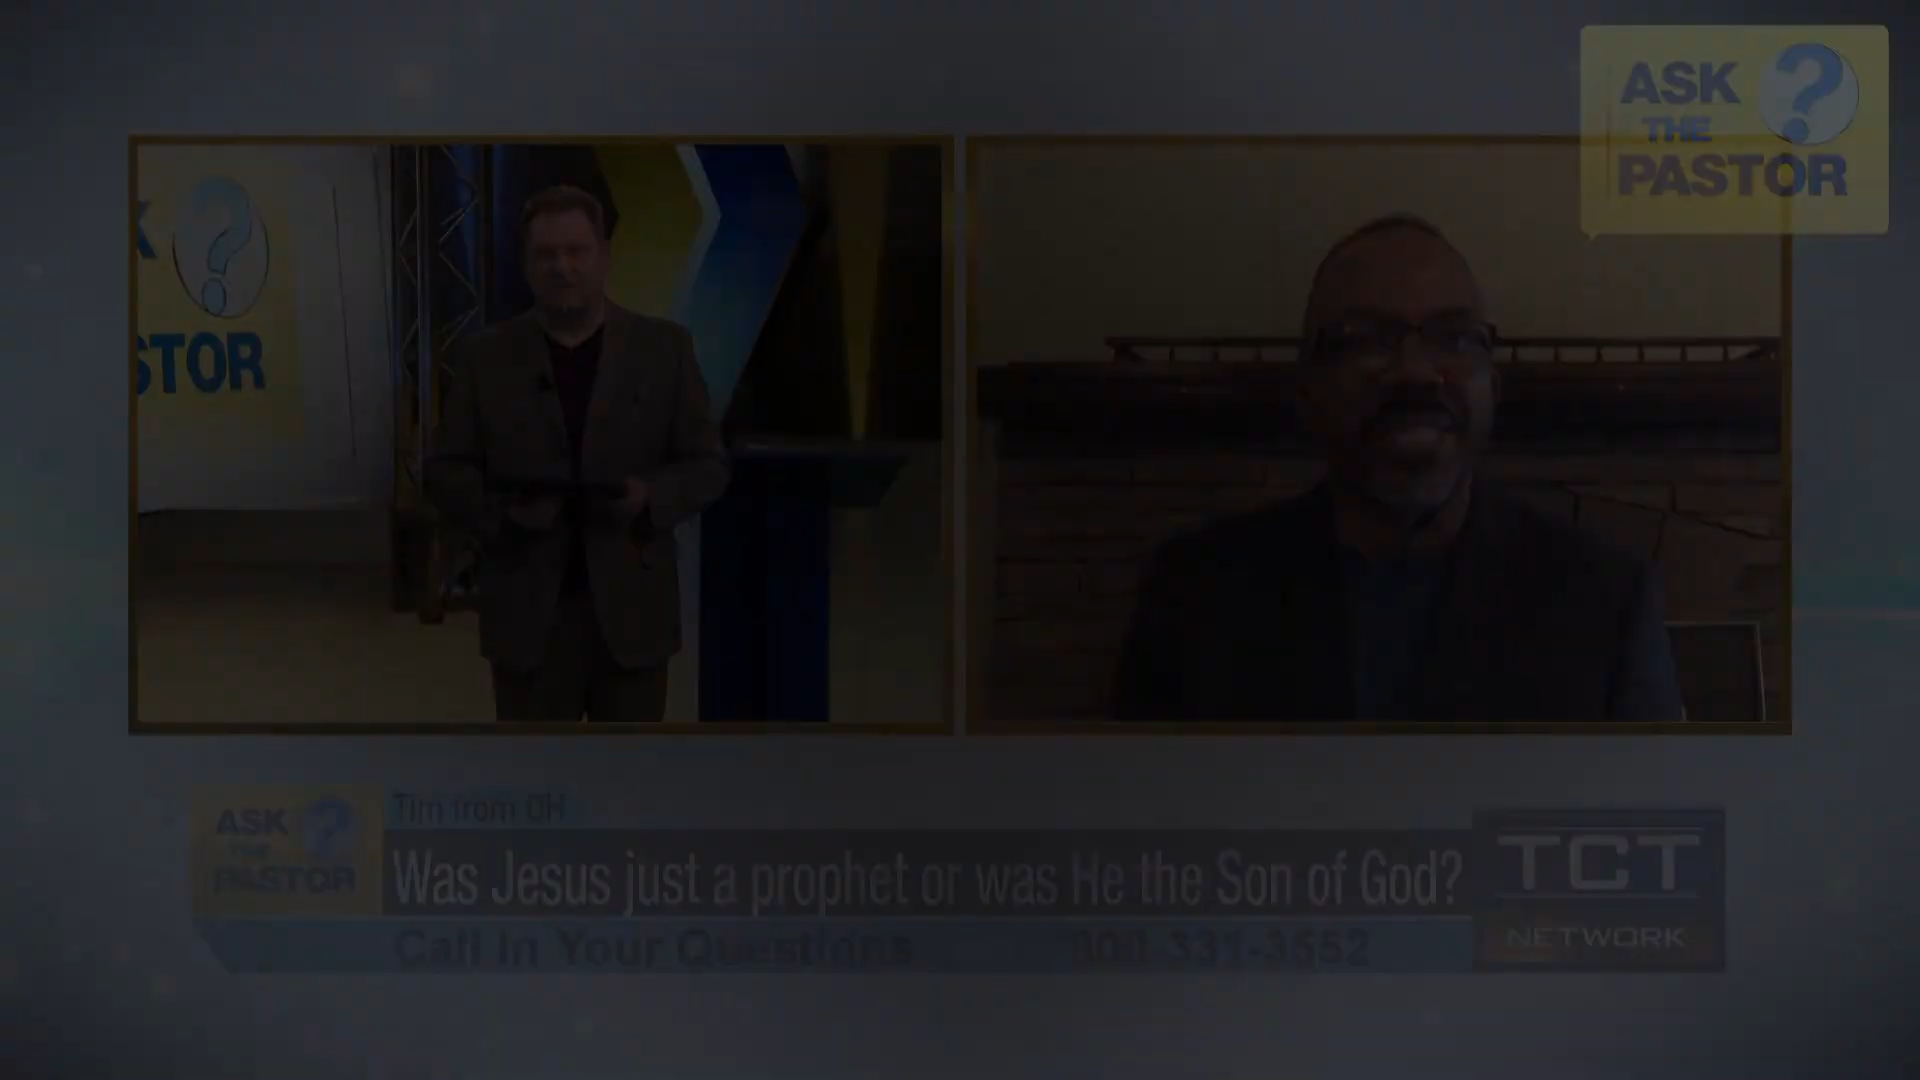 ASK
THE
PASTOR
?
K
?
STOR
ASK
THE
PASTOR
?
Tim from OH
Was Jesus just a prophet or was He the Son of God?
Call In Your Questions
TCT
NETWORK